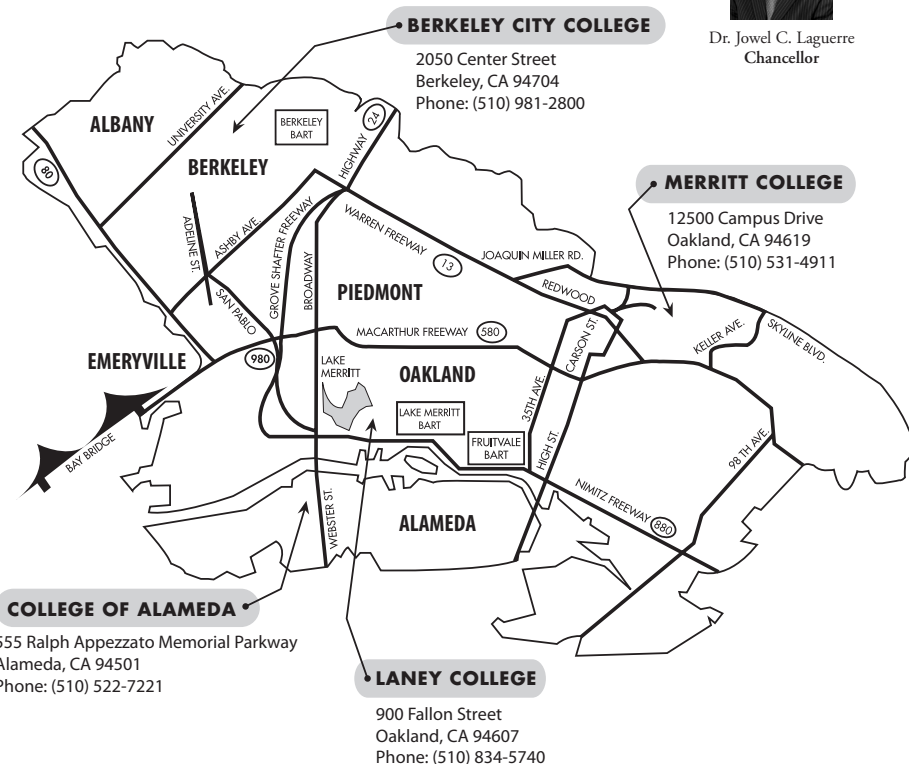 Dr. Jowel C. Laguerre
Chancellor
BERKELEY CITY COLLEGE
2050 Center Street
Berkeley, CA 94704
Phone: (510) 981-2800
MERRITT COLLEGE
12500 Campus Drive
Oakland, CA 94619
Phone: (510) 531-4911
ALBANY
UNIVERSITY AVE.
BERKELEY
BART
HIGHWAY
24
80
BERKELEY
ADELINE ST.
ASHBY AVE.
GROVE SHAFTER FREEWAY
BROADWAY
WARREN FREEWAY
13
JOAQUIN MILLER RD.
REDWOOD
SAN PABLO
PIEDMONT
MACARTHUR FREEWAY
580
CARSON ST.
KELLER AVE.
SKYLINE BLVD.
EMERYVILLE
980
LAKE
MERRITT
OAKLAND
LAKE MERRITT
BART
35TH AVE.
FRUITVALE
BART
HIGH ST.
98 TH AVE.
BAY BRIDGE
NIMITZ FREEWAY
880
WEBSTER ST.
ALAMEDA
COLLEGE OF ALAMEDA
555 Ralph Appezzato Memorial Parkway
Alameda, CA 94501
Phone: (510) 522-7221
LANEY COLLEGE
900 Fallon Street
Oakland, CA 94607
Phone: (510) 834-5740